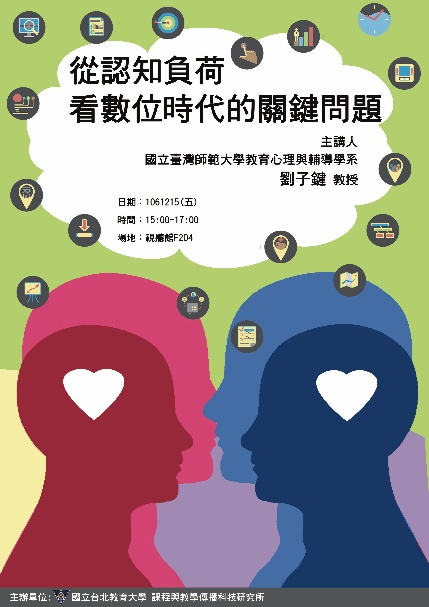 從認知負荷
看數位時代的關鍵問題
主講人
國立臺灣師範大學教育心理與輔導學系
劉子鍵 教授
日期：1061215(五)
時間：15:00-17:00
場地：視聽館F204
主辦單位: 國立台北教育大學 課程與教學傳播科技研究所